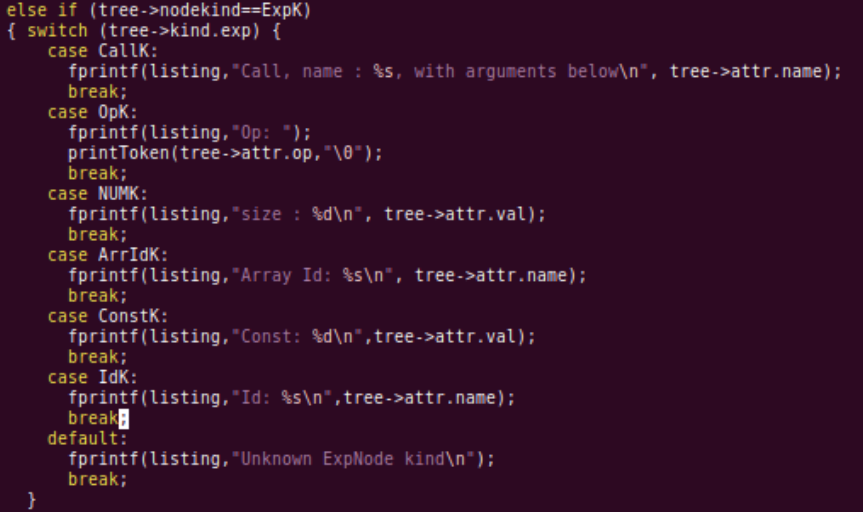 else if (tree->nodekind==ExpK)
{ switch (tree->kind.exp) {
    case CallK:
      fprintf(listing,"Call, name : %s, with arguments below\n", tree->attr.name);
      break;
    case OpK:
      fprintf(listing,"Op: ");
      printToken(tree->attr.op,"\0");
      break;
    case NUMK:
      fprintf(listing,"size : %d\n", tree->attr.val);
      break;
    case ArrIdK:
      fprintf(listing,"Array Id: %s\n", tree->attr.name);
      break;
    case ConstK:
      fprintf(listing,"Const: %d\n",tree->attr.val);
      break;
    case IdK:
      fprintf(listing,"Id: %s\n",tree->attr.name);
      break;
    default:
      fprintf(listing,"Unknown ExpNode kind\n");
      break;
  }